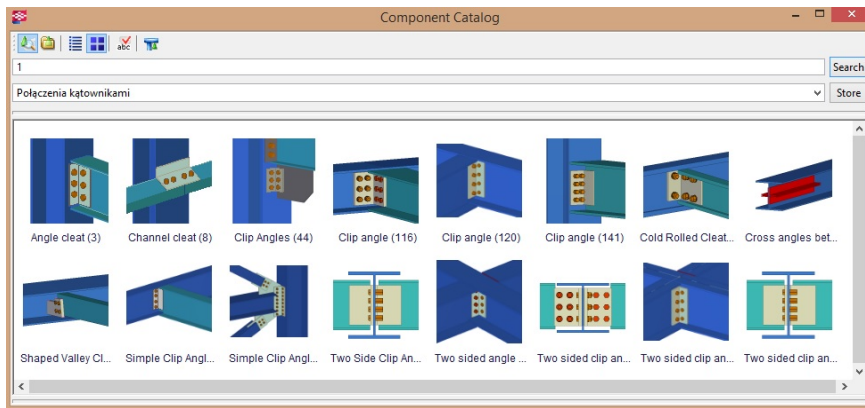 Component Catalog
abc
1
Search
Połączenia kątownikami
Store
Angle cleat (3) Channel cleat (8) Clip Angles (44) Clip angle (116) Clip angle (120) Clip angle (141) Cold Rolled Cleat... Cross angles bet...
Shaped Valley Cl... Simple Clip Angl... Simple Clip Angl... Two Side Clip An... Two sided angle ... Two sided clip an... Two sided clip an... Two sided clip an...